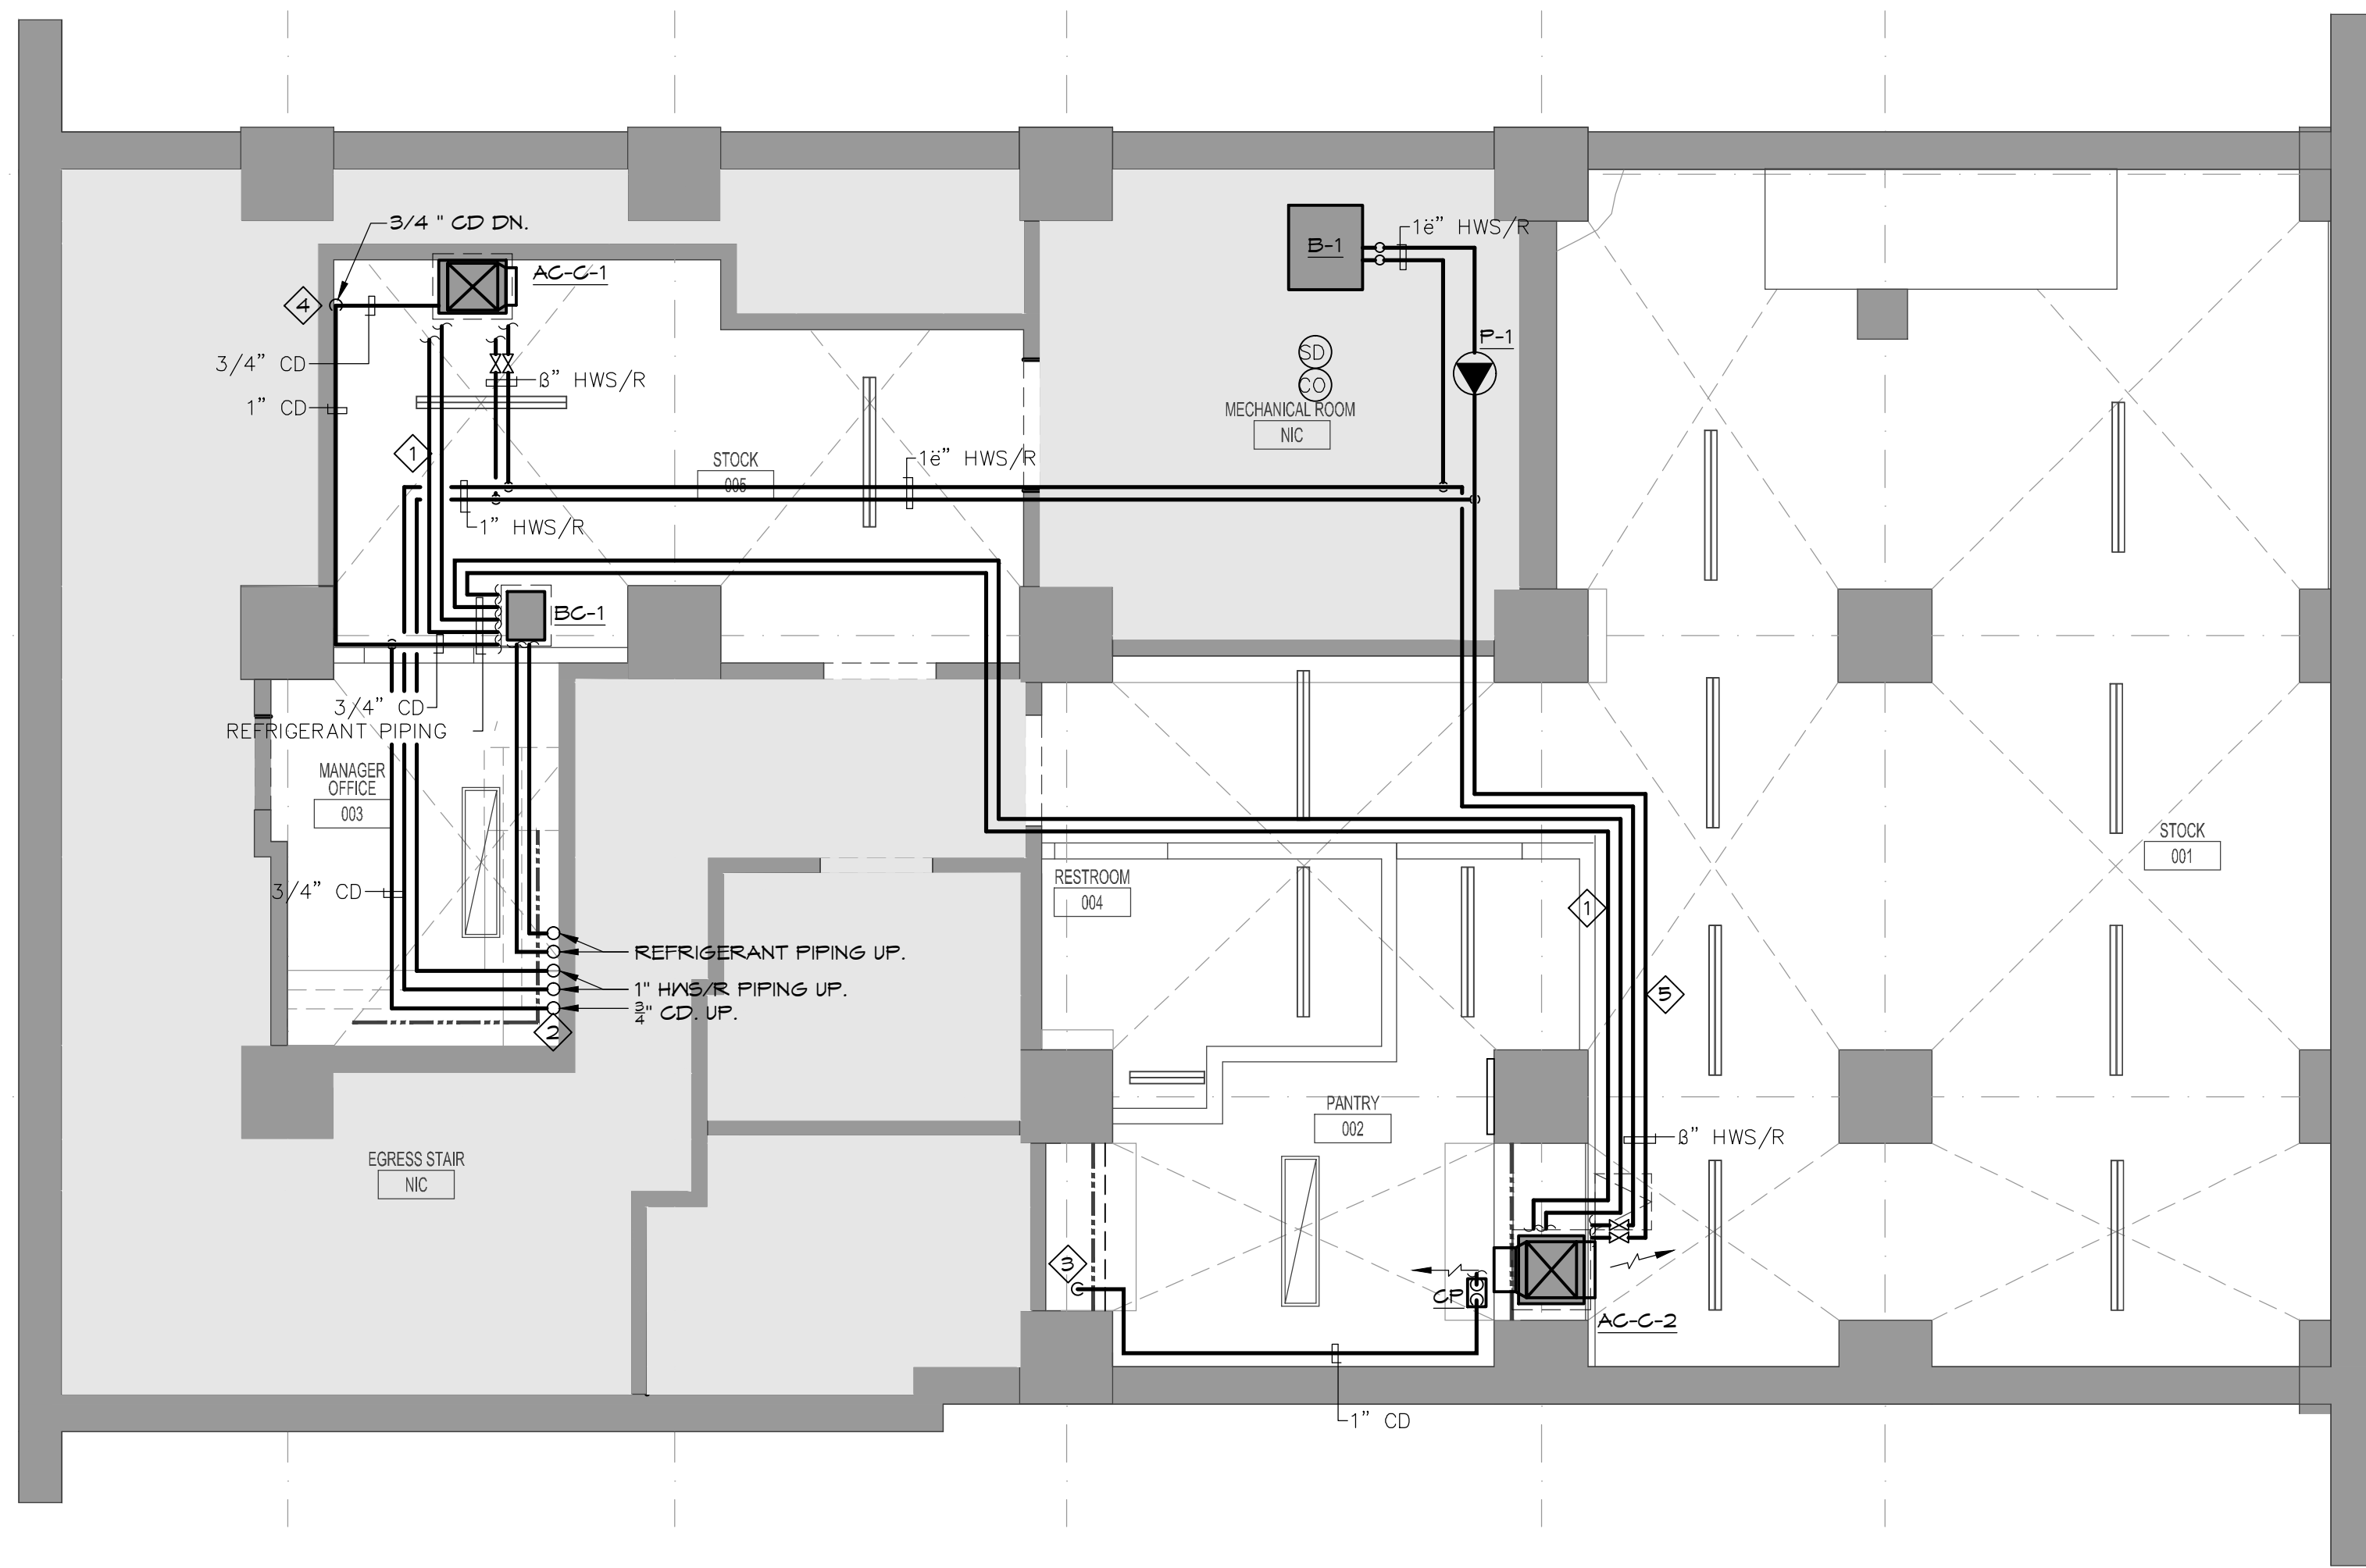 3/4 " CD DN.
AC-C-1
B-1
1ë” HWS/R
4
P-1
SD
3/4” CD
ß” HWS/R
CO
1” CD
MECHANICAL ROOM
NIC
1
STOCK
005
1ë” HWS/R
1” HWS/R
BC-1
3/4” CD
REFRIGERANT PIPING
MANAGER
OFFICE
003
STOCK
001
RESTROOM
004
3/4” CD
1
REFRIGERANT PIPING UP.
1" HWS/R PIPING UP.
3/4" CD. UP.
2
5
PANTRY
002
ß” HWS/R
EGRESS STAIR
NIC
3
CP
AC-C-2
1” CD